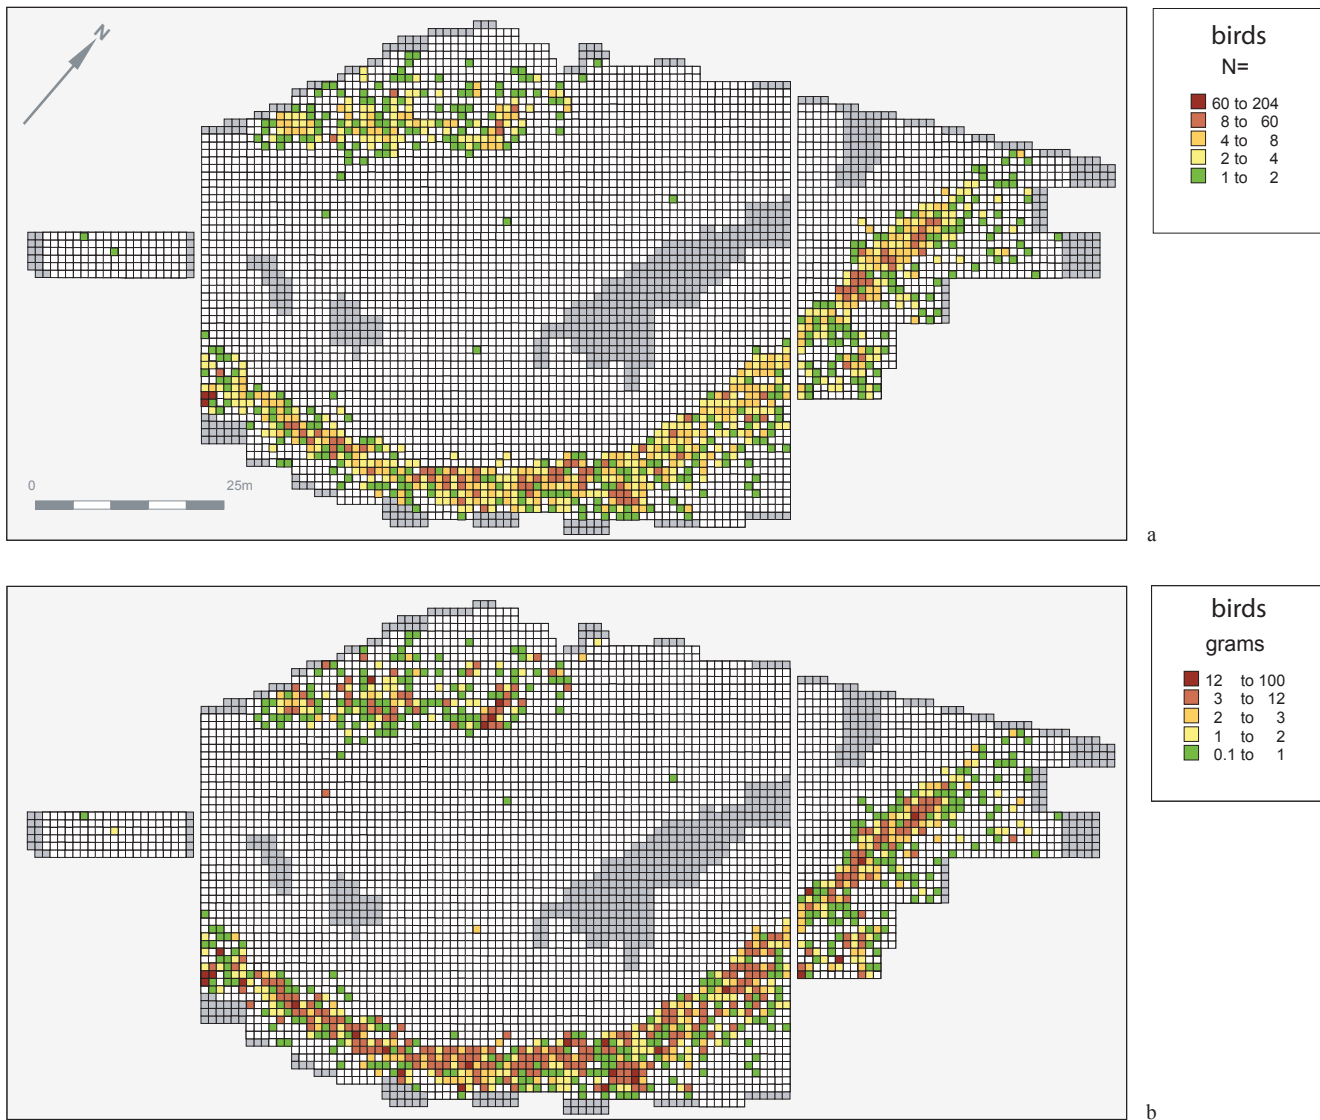 N
0 25m
birds
N=
60 to 204
8 to 60
4 to 8
2 to 4
1 to 2
a
birds
grams
12 to 100
3 to 12
2 to 3
1 to 2
0.1 to 1
b